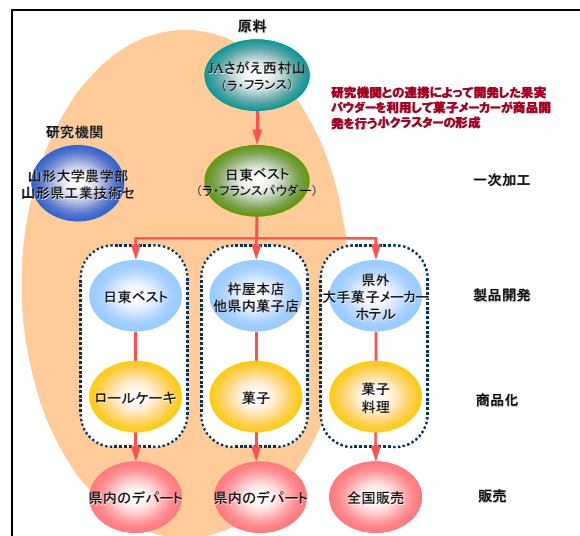 原料
JAさがえ西村山
(ラ・フランス)
研究機関との連携によって開発した果実
パウダーを利用して菓子メーカーが商品開
発を行う小クラスターの形成
研究機関
山形大学農学部
山形県工業技術セ
日東ベスト
(ラ・フランスパウダー)
一次加工
日東ベスト
杵屋本店
他県内菓子店
県外
大手菓子メーカー
ホテル
製品開発
ロールケーキ
菓子
菓子
料理
商品化
県内のデパート
県内のデパート
全国販売
販売